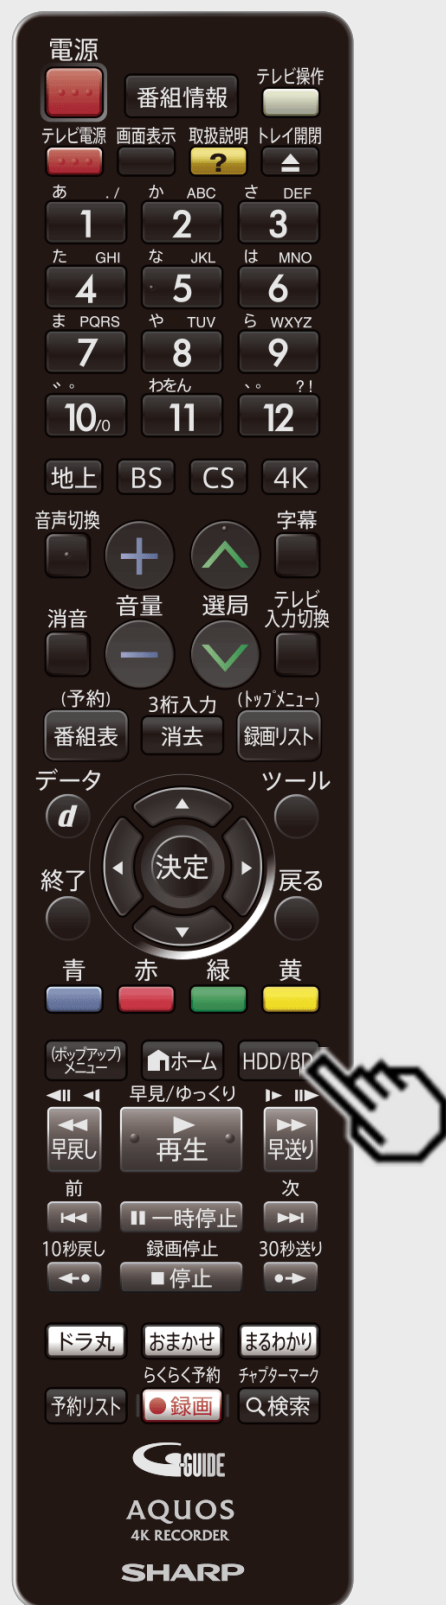 電源
番組情報
テレビ操作
テレビ電源 画面表示 取扱説明 トレイ開閉
?
あ ./ か ABC さ DEF
1 2 3
た GHI な JKL は MNO
4 5 6
ま PQRS や TUV ら WXYZ
7 8 9
゛゜ わをん 、。 ?!
10/0 11 12
地上 BS CS 4K
音声切換 字幕
＋
消音 音量 選局 テレビ
入力切換
－
(予約) 3桁入力 (トップメニュー)
番組表 消去 録画リスト
データ ツール
d
決定
終了 戻る
青 赤 緑 黄
(ポップアップ)
メニュー
ホーム HDD/BD
早見/ゆっくり
早戻し 再生 早送り
前 次
一時停止
10秒戻し 録画停止 30秒送り
停止
ドラ丸 おまかせ まるわかり
らくらく予約 チャプターマーク
予約リスト 録画 検索
G-GUIDE
AQUOS
4K RECORDER
SHARP